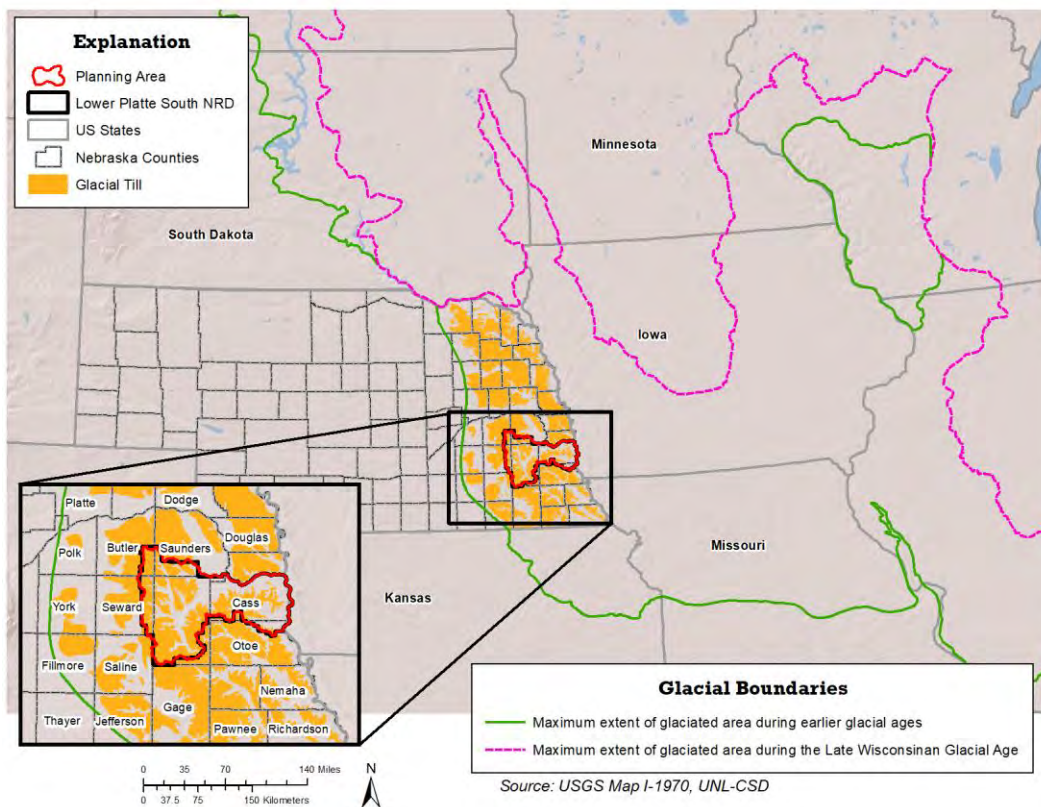 Explanation
Planning Area
Lower Platte South NRD
US States
Nebraska Counties
Glacial Till
Minnesota
South Dakota
Iowa
Missouri
Kansas
Platte
Dodge
Polk
Butler
Saunders
Douglas
York
Seward
Cass
Otoe
Fillmore
Saline
Nemaha
Gage
Thayer
Jefferson
Pawnee
Richardson
Glacial Boundaries
Maximum extent of glaciated area during earlier glacial ages
Maximum extent of glaciated area during the Late Wisconsinan Glacial Age
0 35 70 140 Miles
0 37.5 75 150 Kilometers
N
Source: USGS Map I-1970, UNL-CSD